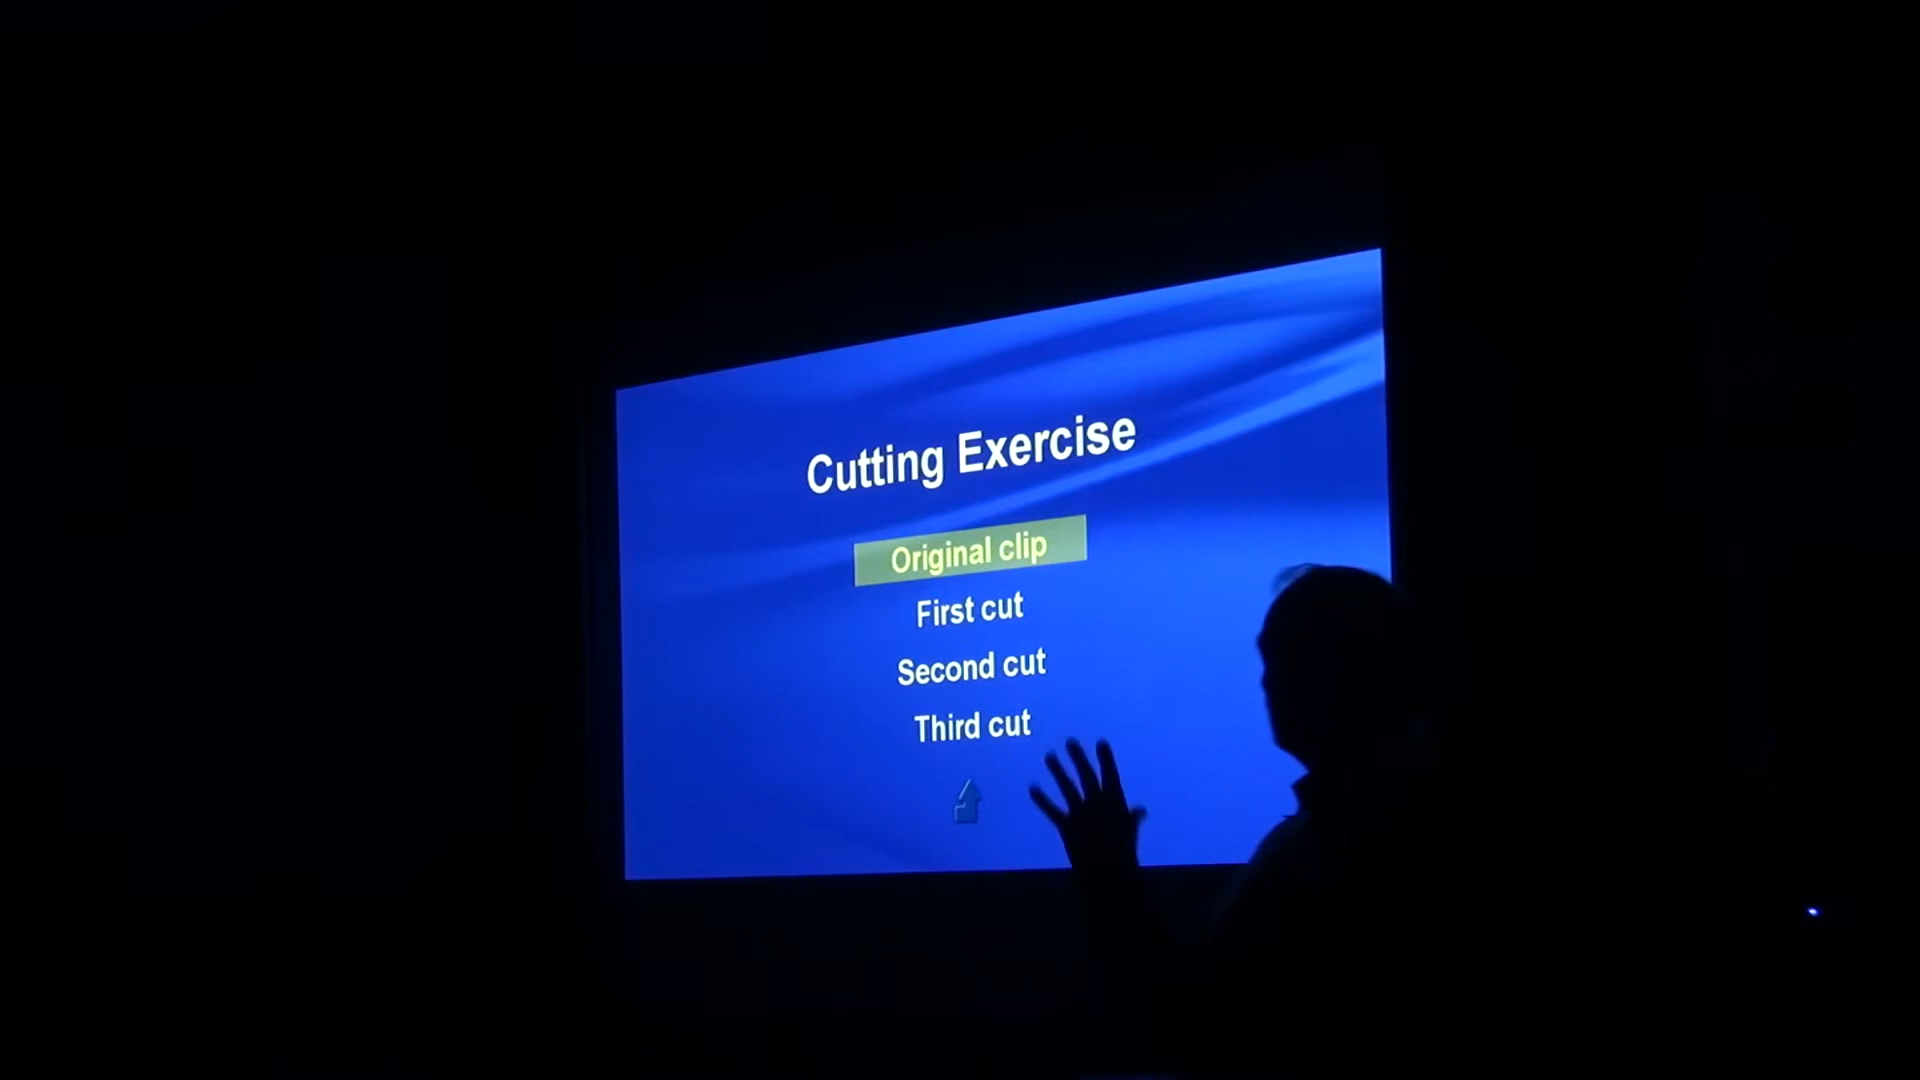 Cutting Exercise
Original clip
First cut
Second cut
Third cut